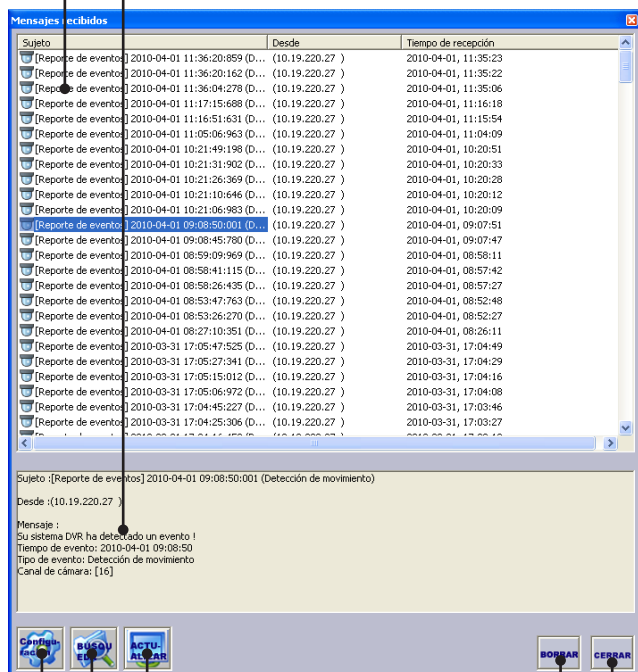 Mensajes recibidos
Sujeto Desde Tiempo de recepción
[Reporte de eventos] 2010-04-01 11:36:20:859 (D... (10.19.220.27 ) 2010-04-01, 11:35:23
[Reporte de eventos] 2010-04-01 11:36:20:162 (D... (10.19.220.27 ) 2010-04-01, 11:35:22
[Reporte de eventos] 2010-04-01 11:36:04:278 (D... (10.19.220.27 ) 2010-04-01, 11:35:06
[Reporte de eventos] 2010-04-01 11:17:15:688 (D... (10.19.220.27 ) 2010-04-01, 11:16:18
[Reporte de eventos] 2010-04-01 11:16:51:631 (D... (10.19.220.27 ) 2010-04-01, 11:15:54
[Reporte de eventos] 2010-04-01 11:05:06:963 (D... (10.19.220.27 ) 2010-04-01, 11:04:09
[Reporte de eventos] 2010-04-01 10:21:49:198 (D... (10.19.220.27 ) 2010-04-01, 10:20:51
[Reporte de eventos] 2010-04-01 10:21:31:902 (D... (10.19.220.27 ) 2010-04-01, 10:20:33
[Reporte de eventos] 2010-04-01 10:21:26:369 (D... (10.19.220.27 ) 2010-04-01, 10:20:28
[Reporte de eventos] 2010-04-01 10:21:10:646 (D... (10.19.220.27 ) 2010-04-01, 10:20:12
[Reporte de eventos] 2010-04-01 10:21:06:983 (D... (10.19.220.27 ) 2010-04-01, 10:20:09
[Reporte de eventos] 2010-04-01 09:08:50:001 (D... (10.19.220.27 ) 2010-04-01, 09:07:51
[Reporte de eventos] 2010-04-01 09:08:45:780 (D... (10.19.220.27 ) 2010-04-01, 09:07:47
[Reporte de eventos] 2010-04-01 08:59:09:969 (D... (10.19.220.27 ) 2010-04-01, 08:58:11
[Reporte de eventos] 2010-04-01 08:58:41:115 (D... (10.19.220.27 ) 2010-04-01, 08:57:42
[Reporte de eventos] 2010-04-01 08:58:26:435 (D... (10.19.220.27 ) 2010-04-01, 08:57:27
[Reporte de eventos] 2010-04-01 08:53:47:763 (D... (10.19.220.27 ) 2010-04-01, 08:52:48
[Reporte de eventos] 2010-04-01 08:53:26:270 (D... (10.19.220.27 ) 2010-04-01, 08:52:27
[Reporte de eventos] 2010-04-01 08:27:10:351 (D... (10.19.220.27 ) 2010-04-01, 08:26:11
[Reporte de eventos] 2010-03-31 17:05:47:525 (D... (10.19.220.27 ) 2010-03-31, 17:04:49
[Reporte de eventos] 2010-03-31 17:05:27:341 (D... (10.19.220.27 ) 2010-03-31, 17:04:29
[Reporte de eventos] 2010-03-31 17:05:15:012 (D... (10.19.220.27 ) 2010-03-31, 17:04:16
[Reporte de eventos] 2010-03-31 17:05:06:972 (D... (10.19.220.27 ) 2010-03-31, 17:04:08
[Reporte de eventos] 2010-03-31 17:04:45:227 (D... (10.19.220.27 ) 2010-03-31, 17:03:46
[Reporte de eventos] 2010-03-31 17:04:25:306 (D... (10.19.220.27 ) 2010-03-31, 17:03:27
Sujeto :[Reporte de eventos] 2010-04-01 09:08:50:001 (Detección de movimiento)
Desde :(10.19.220.27 )
Mensaje :
Su sistema DVR ha detectado un evento !
Tiempo de evento: 2010-04-01 09:08:50
Tipo de evento: Detección de movimiento
Canal de cámara: [16]
BORRAR CERRAR
ACTU-